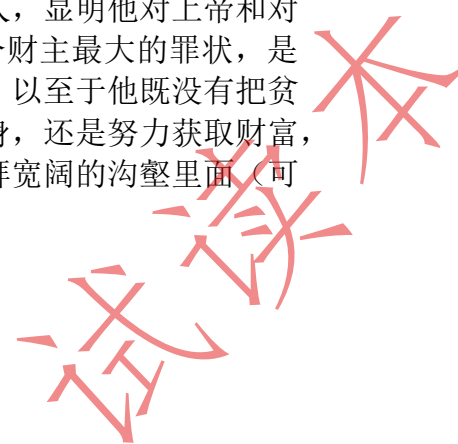 人，显明他对上帝和对
个财主最大的罪状，是
以至于他既没有把贫
身，还是努力获取财富，
宽阔的沟壑里面（可
试读本